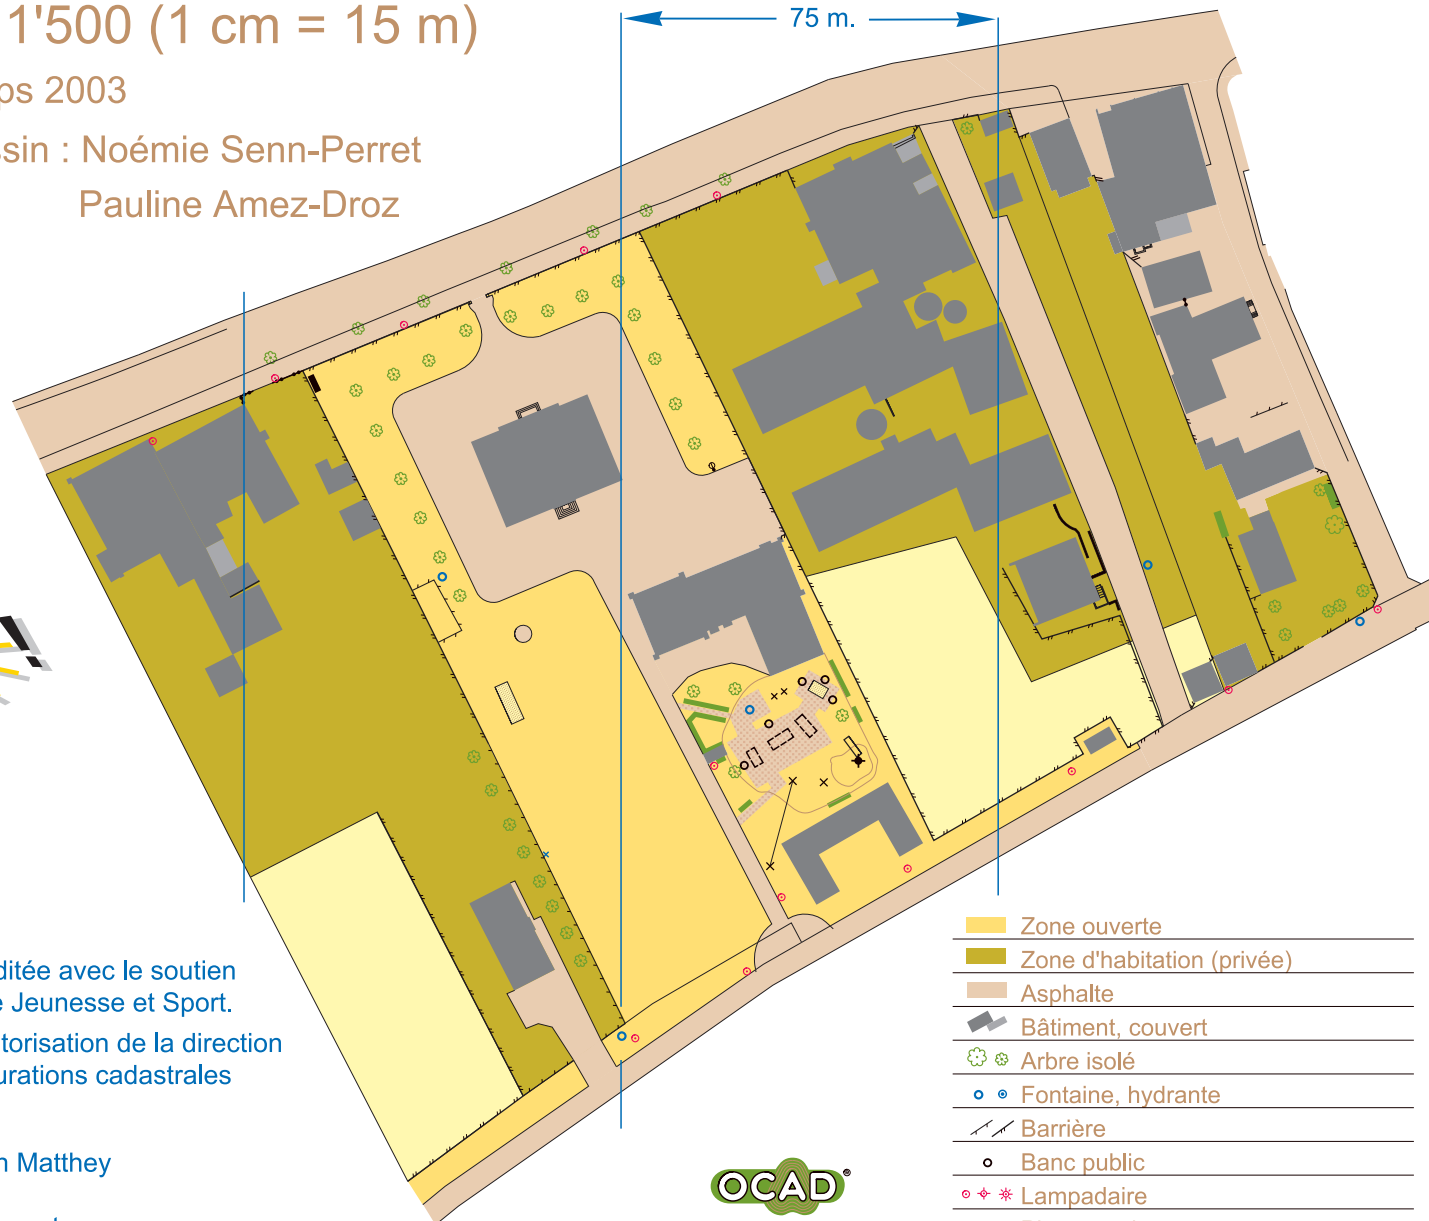 1'500 (1 cm = 15 m)
75 m.
ps 2003
ssin : Noémie Senn-Perret
Pauline Amez-Droz
Zone ouverte
Zone d'habitation (privée)
Asphalte
Bâtiment, couvert
Arbre isolé
Fontaine, hydrante
Barrière
Banc public
Lampadaire
ditée avec le soutien
e Jeunesse et Sport.
torisation de la direction
urations cadastrales
n Matthey
OCAD®